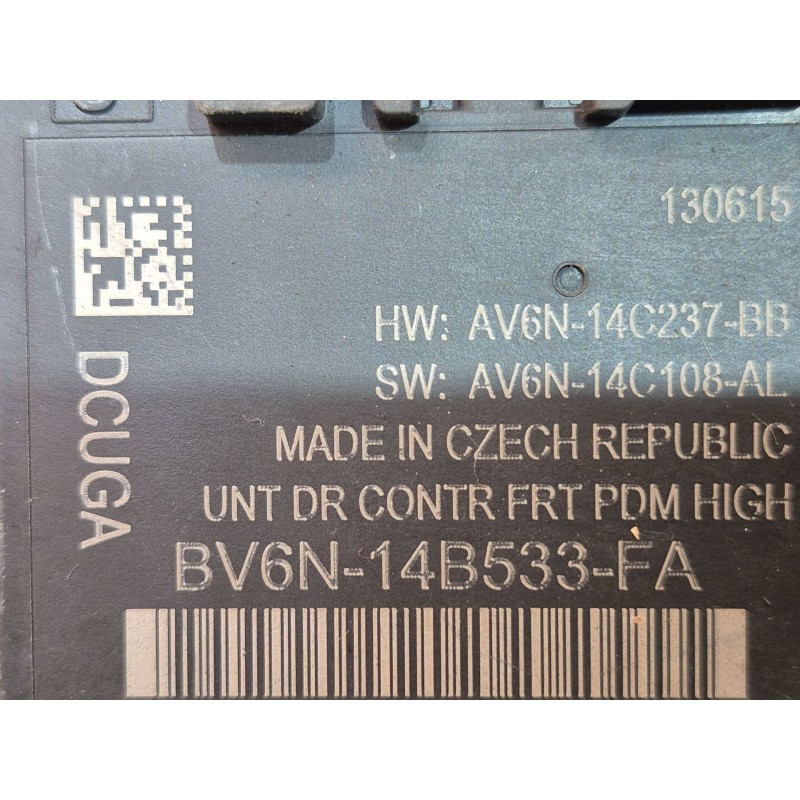 130615
HW: AV6N-14C237-BB
SW: AV6N-14C108-AL
DCUGA
MADE IN CZECH REPUBLIC
UNT DR CONTR FRT PDM HIGH
BV6N-14B533-FA